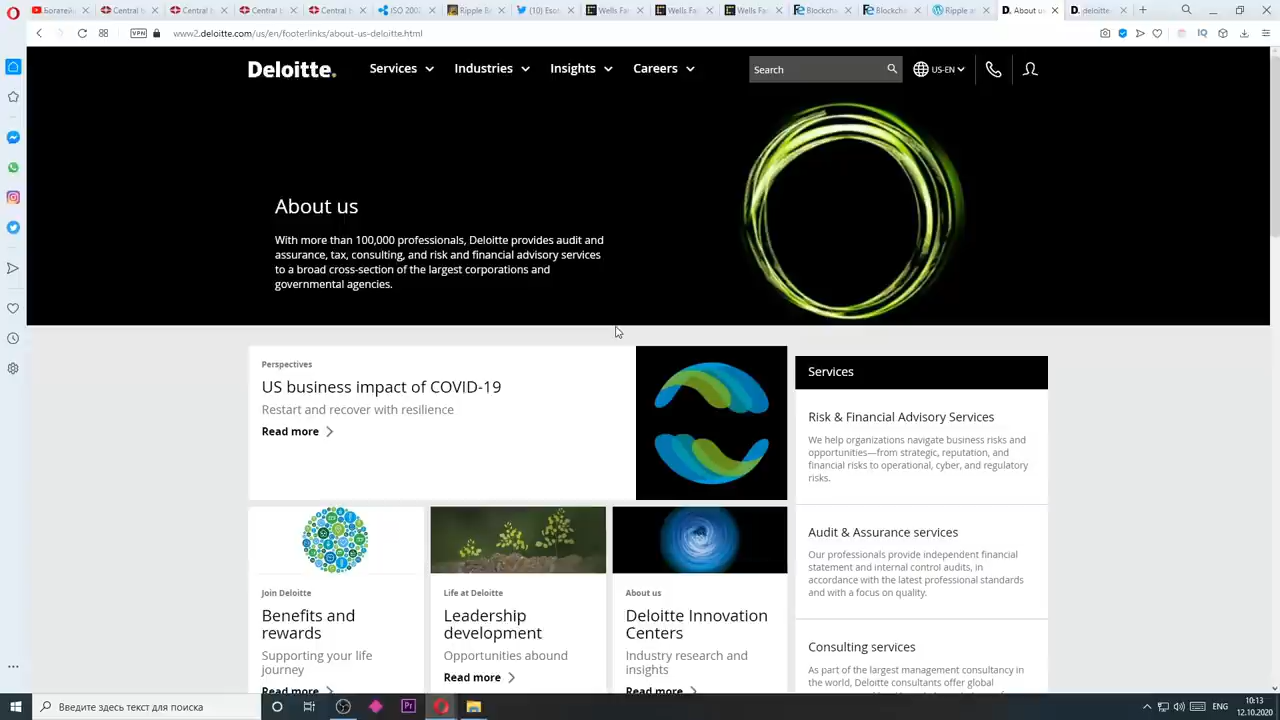 EoгareRi
Central t
Central t
Central t
Central t
ISO 2002
Ripple Br
(10) Esot
Wells Far
Wells Fa
Wells Fa
Blockcha
Blockcha
Ripple ar
About us
deloitte-
VPN
www2.deloitte.com/us/en/footerlinks/about-us-deloitte.html
Deloitte.
Services
Industries
Insights
Careers
Search
US-EN
About us
With more than 100,000 professionals, Deloitte provides audit and
assurance, tax, consulting, and risk and financial advisory services
to a broad cross-section of the largest corporations and
governmental agencies.
Perspectives
US business impact of COVID-19
Restart and recover with resilience
Read more
Join Deloitte
Benefits and
rewards
Supporting your life
journey
Read more
Life at Deloitte
Leadership
development
Opportunities abound
Read more
About us
Deloitte Innovation
Centers
Industry research and
insights
Read more
Services
Risk & Financial Advisory Services
We help organizations navigate business risks and
opportunities—from strategic, reputation, and
financial risks to operational, cyber, and regulatory
risks.
Audit & Assurance services
Our professionals provide independent financial
statement and internal control audits, in
accordance with the latest professional standards
and with a focus on quality.
Consulting services
As part of the largest management consultancy in
the world, Deloitte consultants offer global
Введите здесь текст для поиска
Pr
ENG
10:13
12.10.2020